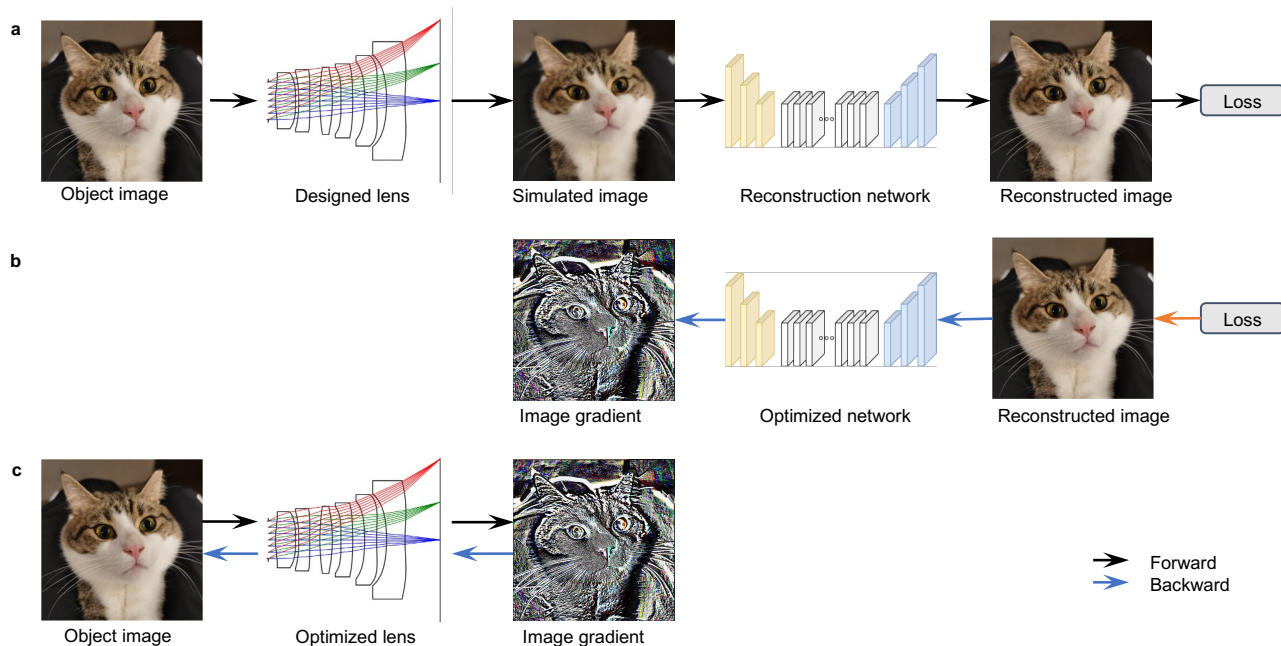 a
Loss
Object image
Designed lens
Simulated image
Reconstruction network
Reconstructed image
b
Loss
Image gradient
Optimized network
Reconstructed image
c
Forward
Backward
Object image
Optimized lens
Image gradient